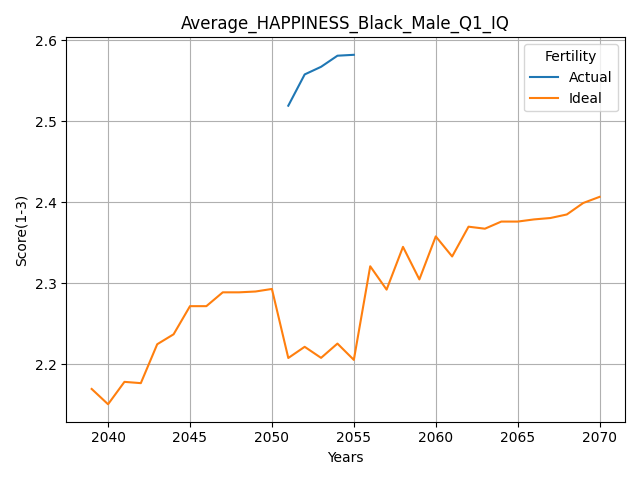 Average_HAPPINESS_Black_Male_Q1_IQ
2.6
2.5
2.4
2.3
2.2
Score(1-3)
Fertility
Actual
Ideal
2040 2045 2050 2055 2060 2065 2070
Years